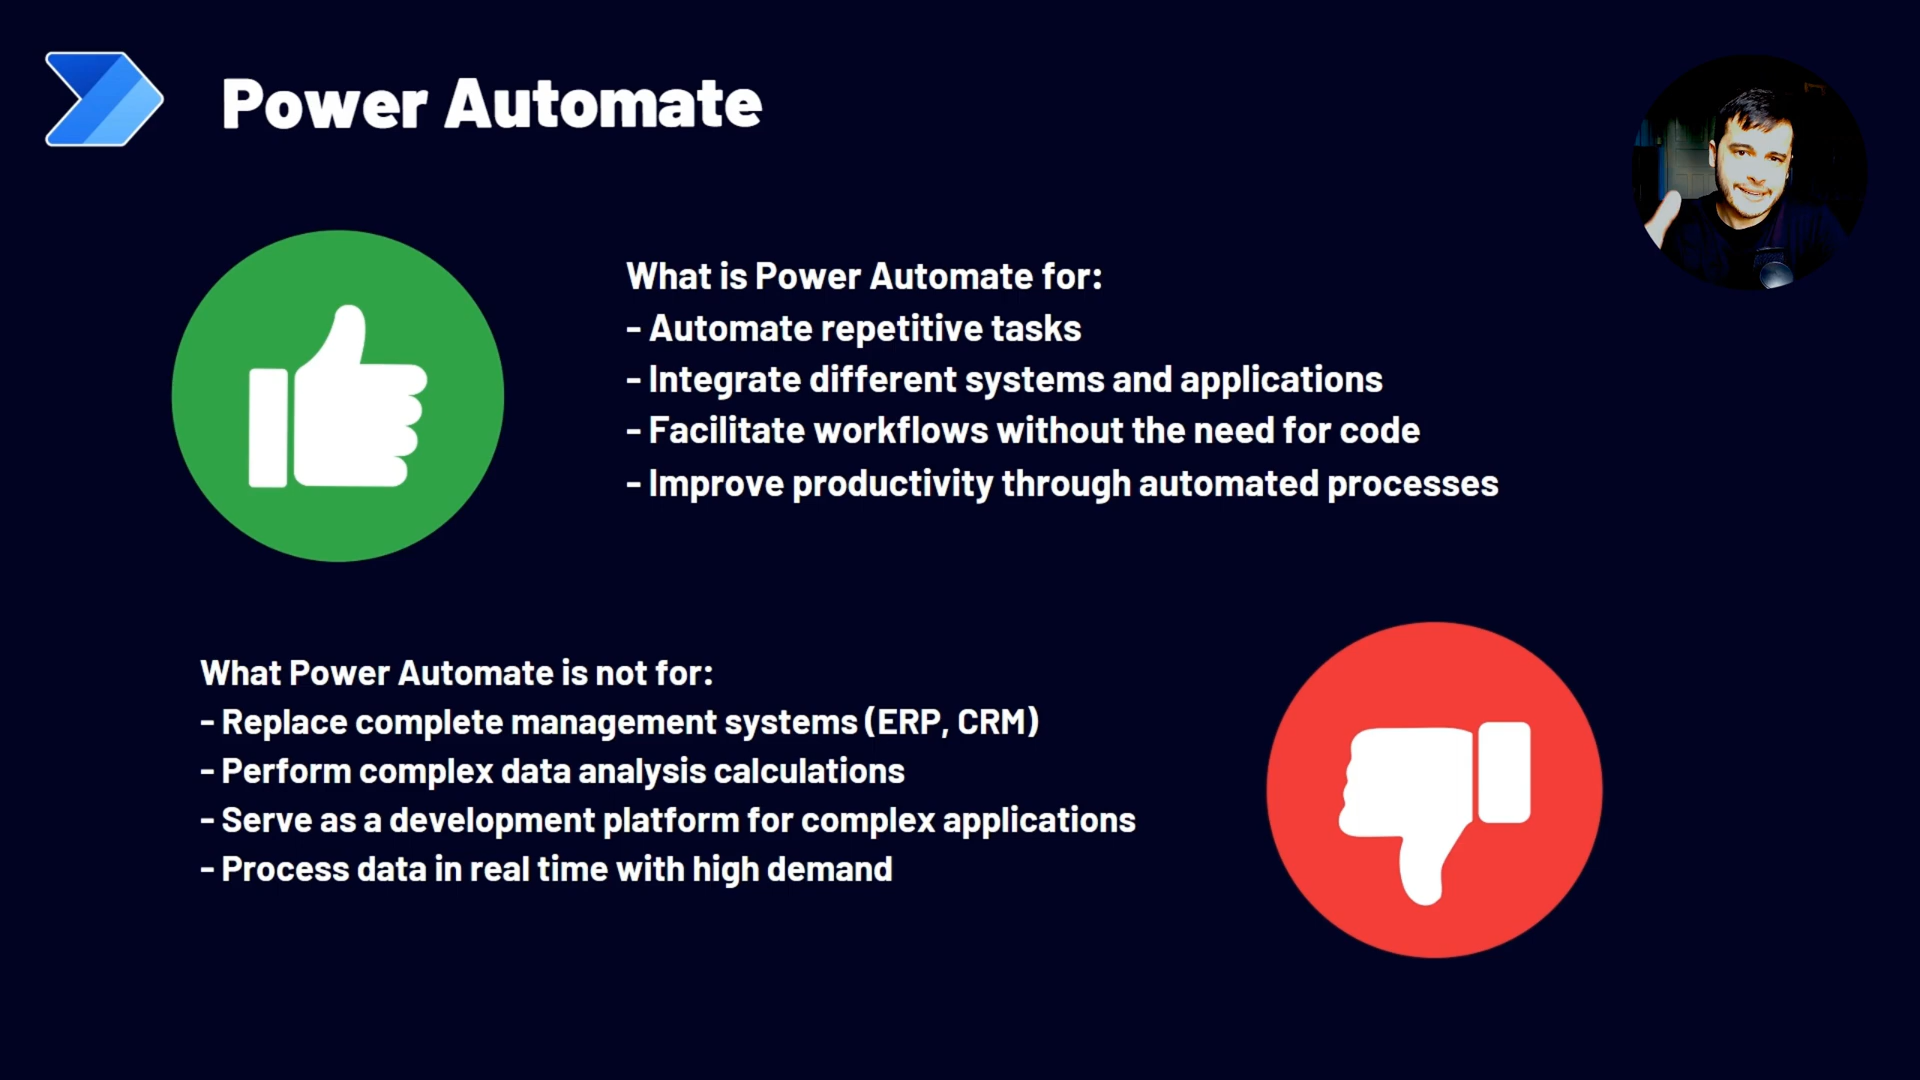 Power Automate
What is Power Automate for:
- Automate repetitive tasks
- Integrate different systems and applications
- Facilitate workflows without the need for code
- Improve productivity through automated processes
What Power Automate is not for:
- Replace complete management systems (ERP, CRM)
- Perform complex data analysis calculations
- Serve as a development platform for complex applications
- Process data in real time with high demand